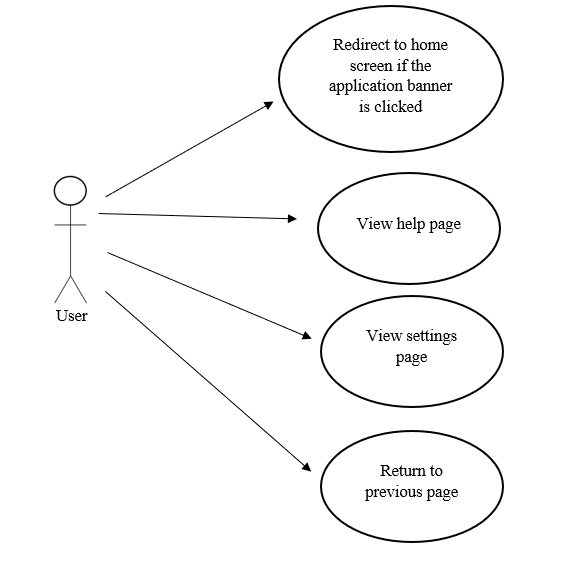 Redirect to home
screen if the
application banner
is clicked
View help page
User
View settings
page
Return to
previous page